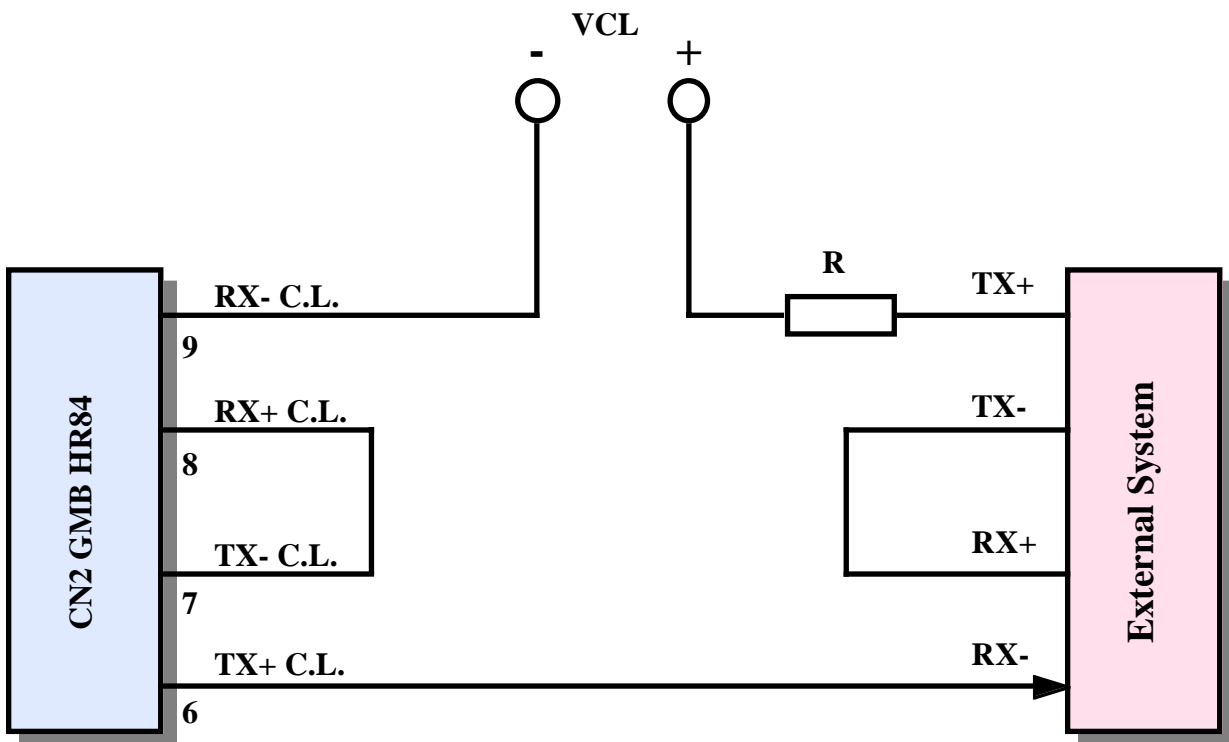 VCL
- +
R
RX- C.L.
TX+
9
RX+ C.L.
TX-
8
CN2 GMB HR84
External System
TX- C.L.
RX+
7
TX+ C.L.
RX-
6